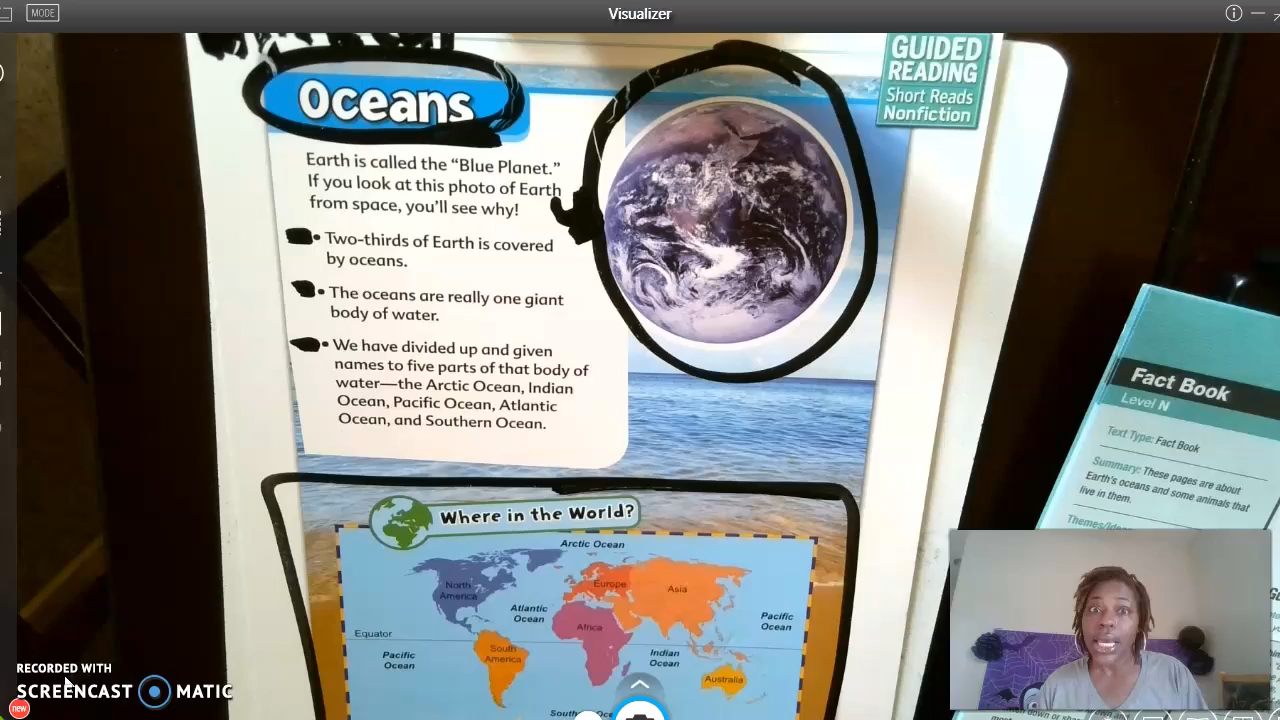 MODE
Visualizer
GUIDED
READING
Short Reads
Nonfiction
Oceans
Earth is called the “Blue Planet.”
If you look at this photo of Earth
from space, you’ll see why!
• Two-thirds of Earth is covered
by oceans.
• The oceans are really one giant
body of water.
• We have divided up and given
names to five parts of that body of
water—the Arctic Ocean, Indian
Ocean, Pacific Ocean, Atlantic
Ocean, and Southern Ocean.
Where in the World?
Arctic Ocean
North
America
Europe
Asia
Atlantic
Ocean
Pacific
Ocean
Africa
Equator
Pacific
Ocean
South
America
Indian
Ocean
Australia
Fact Book
Level N
Text Type: Fact Book
Summary: These pages are about
Earth's oceans and some animals that
live in them.
RECORDED WITH
SCREENCAST MATIC
new